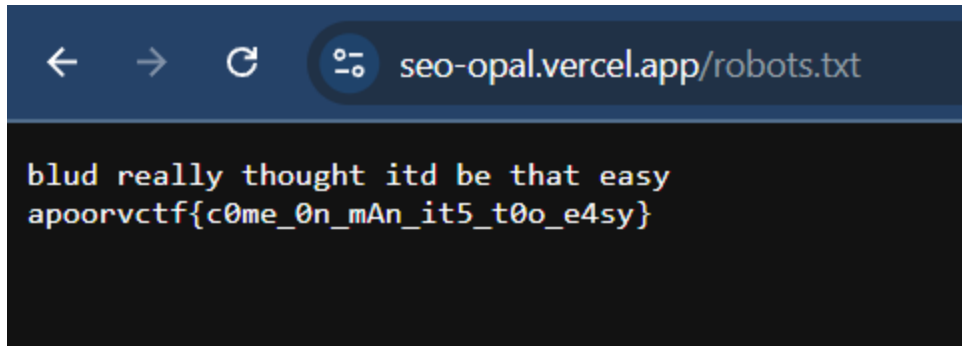 seo-opal.vercel.app/robots.txt
blud really thought itd be that easy
apoorvctf{c0me_0n_mAn_it5_t0o_e4sy}